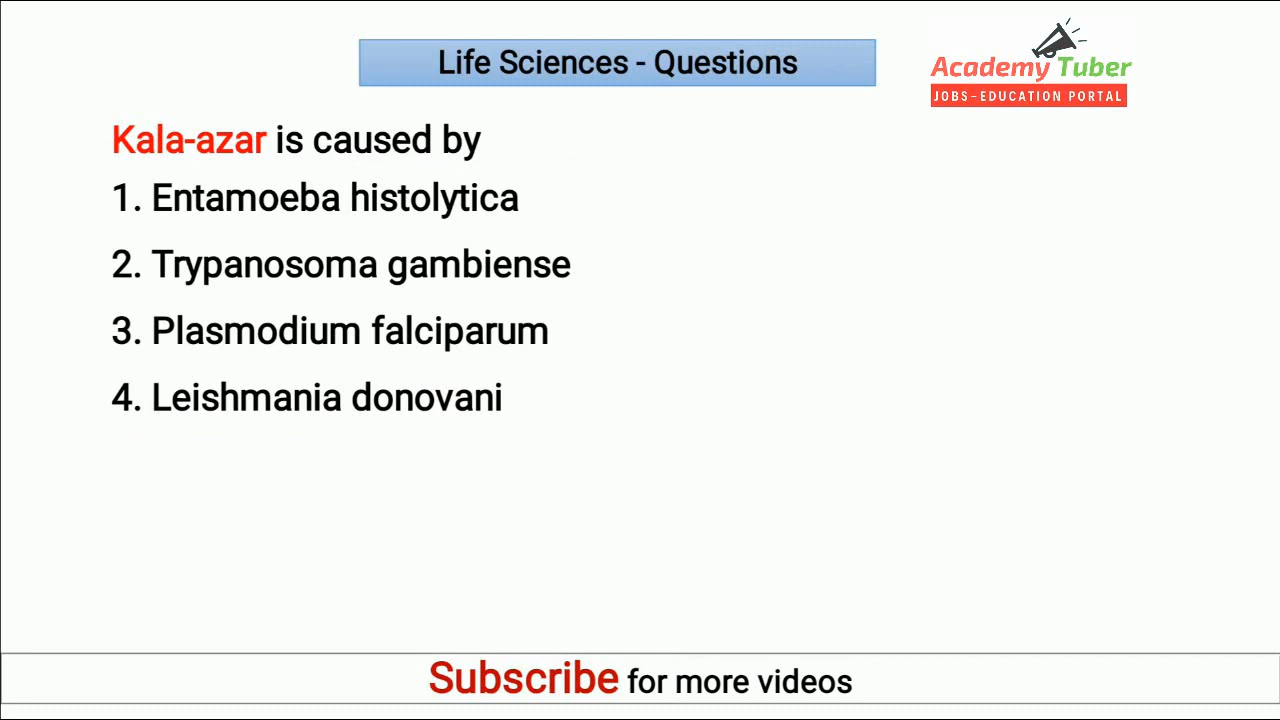 Life Sciences - Questions
Academy Tuber
JOBS-EDUCATION PORTAL
Kala-azar is caused by
1. Entamoeba histolytica
2. Trypanosoma gambiense
3. Plasmodium falciparum
4. Leishmania donovani
Subscribe for more videos